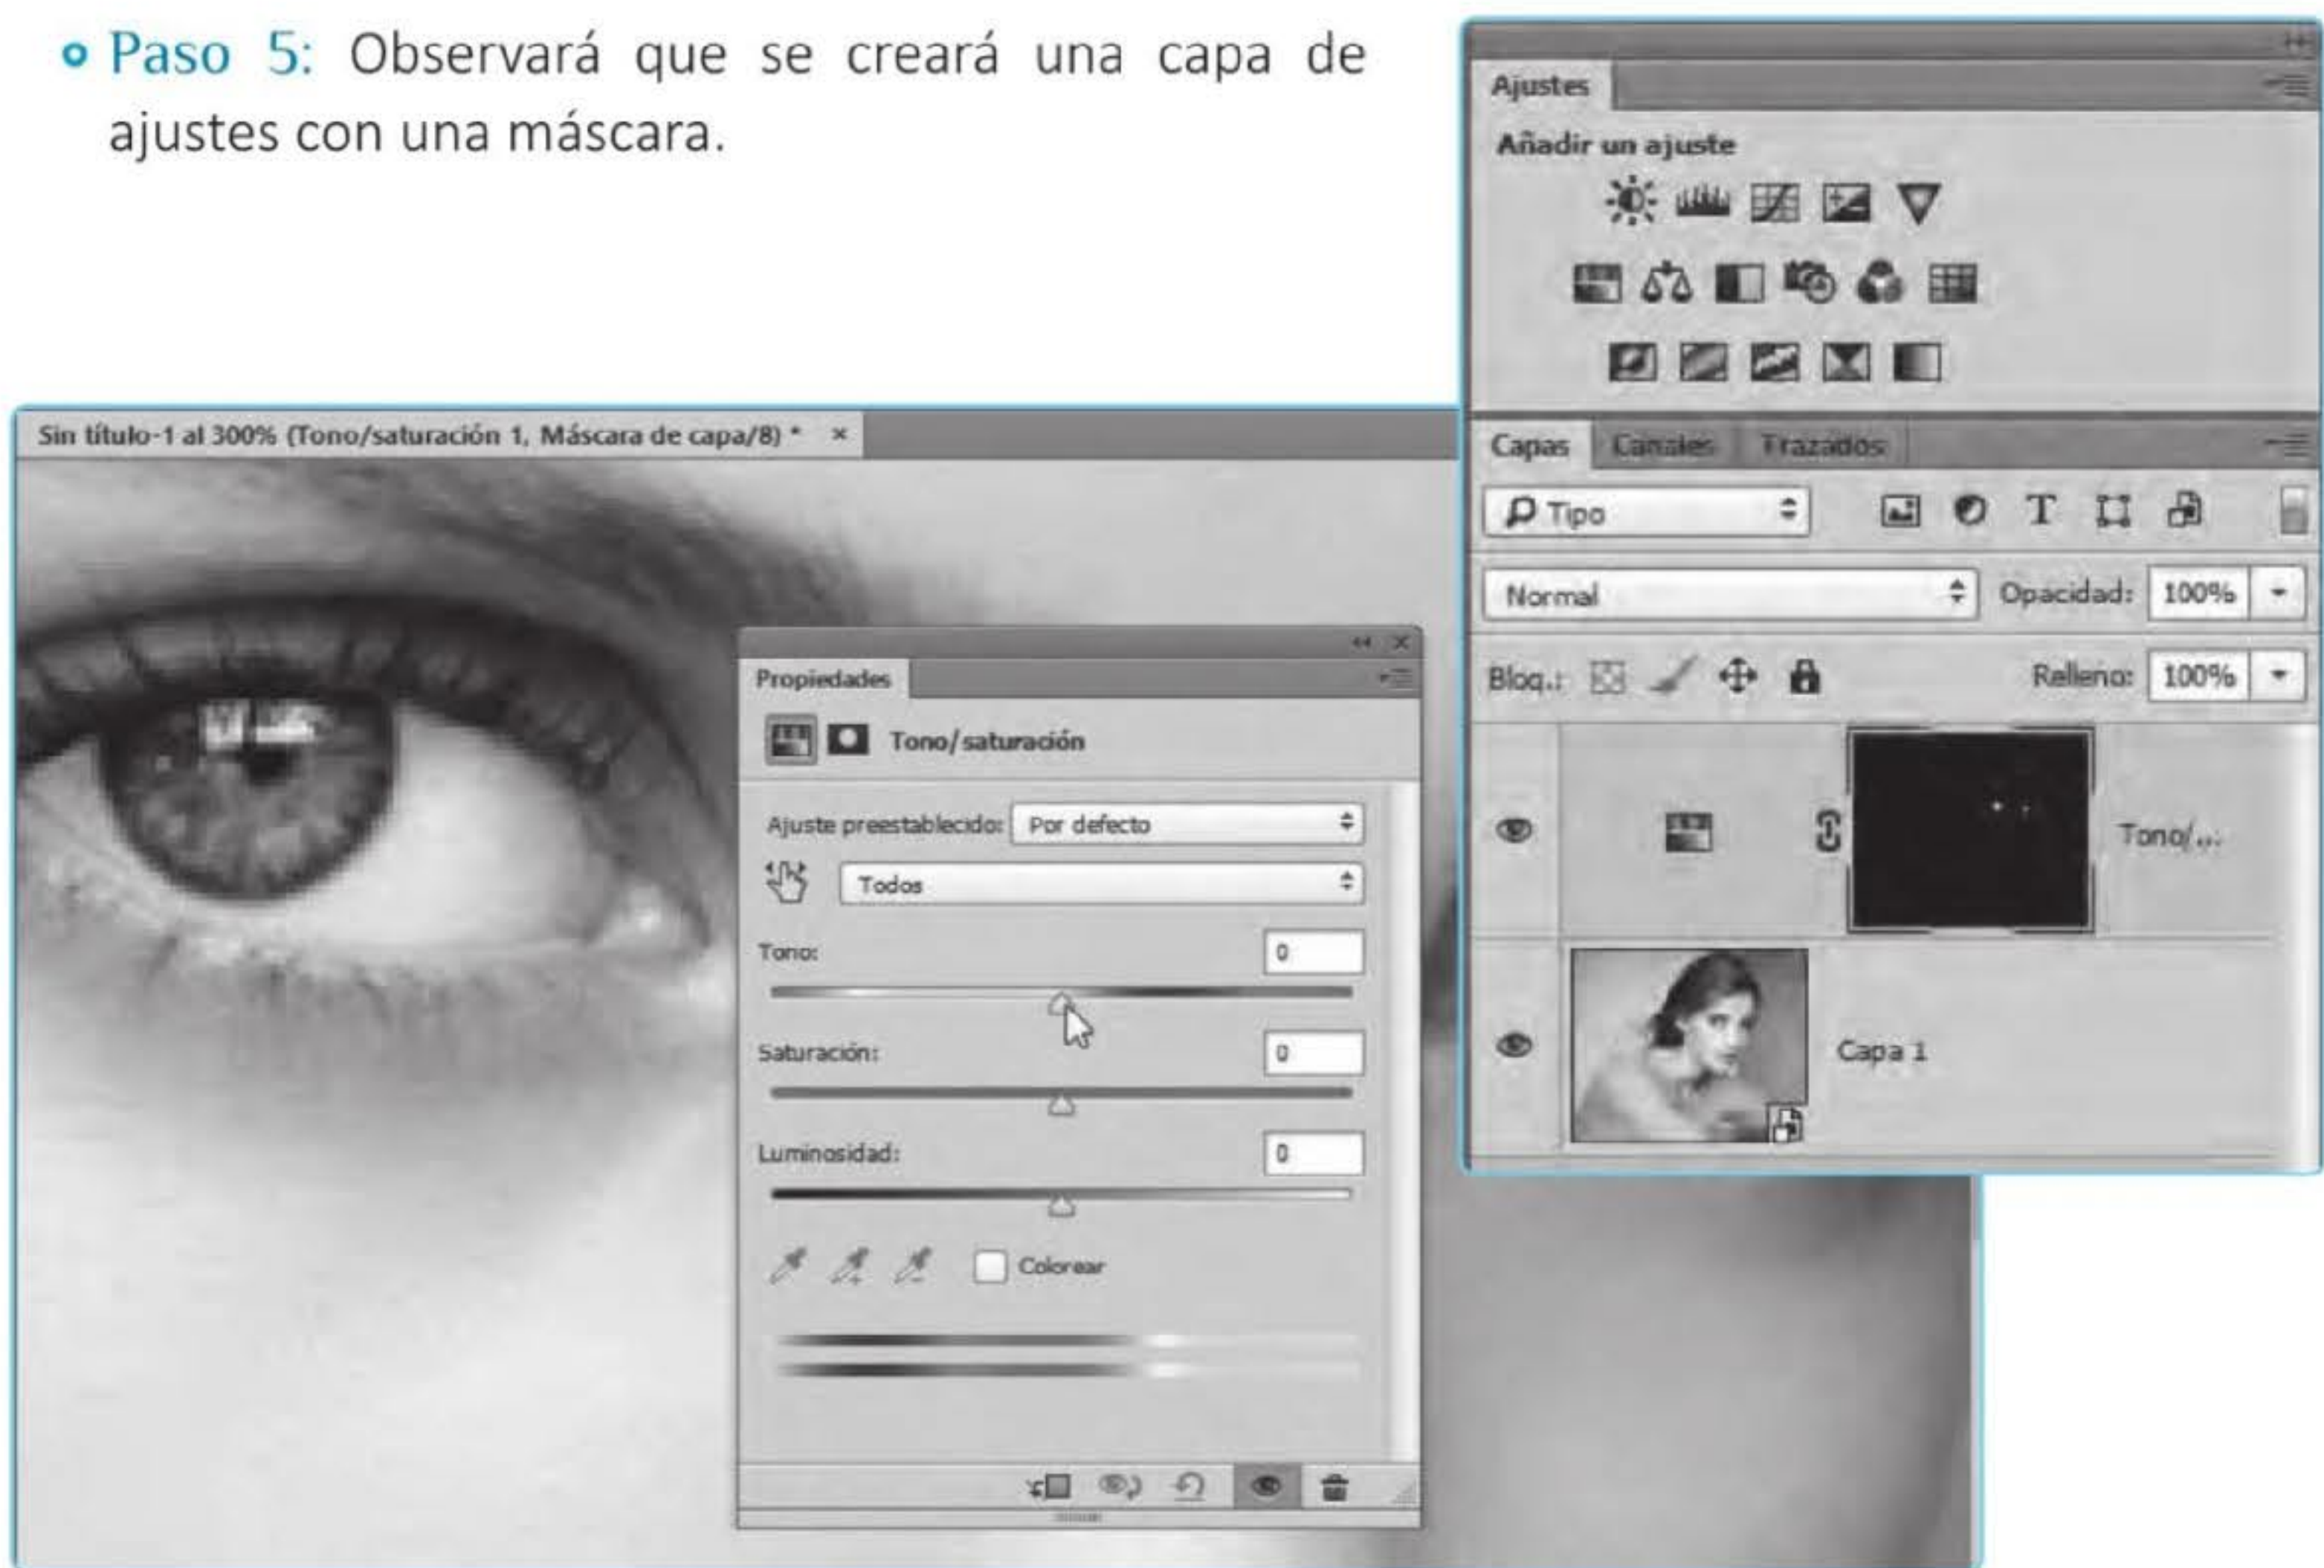 Paso 5: Observará que se creará una capa de
ajustes con una máscara.
Ajustes
Añadir un ajuste
Capas Canales Trazados
Tipo
Normal Opacidad: 100%
Bloq.: Relleno: 100%
Tono/...
Capa 1
Sin título-1 al 300% (Tono/saturación 1, Máscara de capa/8) *
Propiedades
Tono/saturación
Ajuste preestablecido: Por defecto
Todos
Tono: 0
Saturación: 0
Luminosidad: 0
Colorear